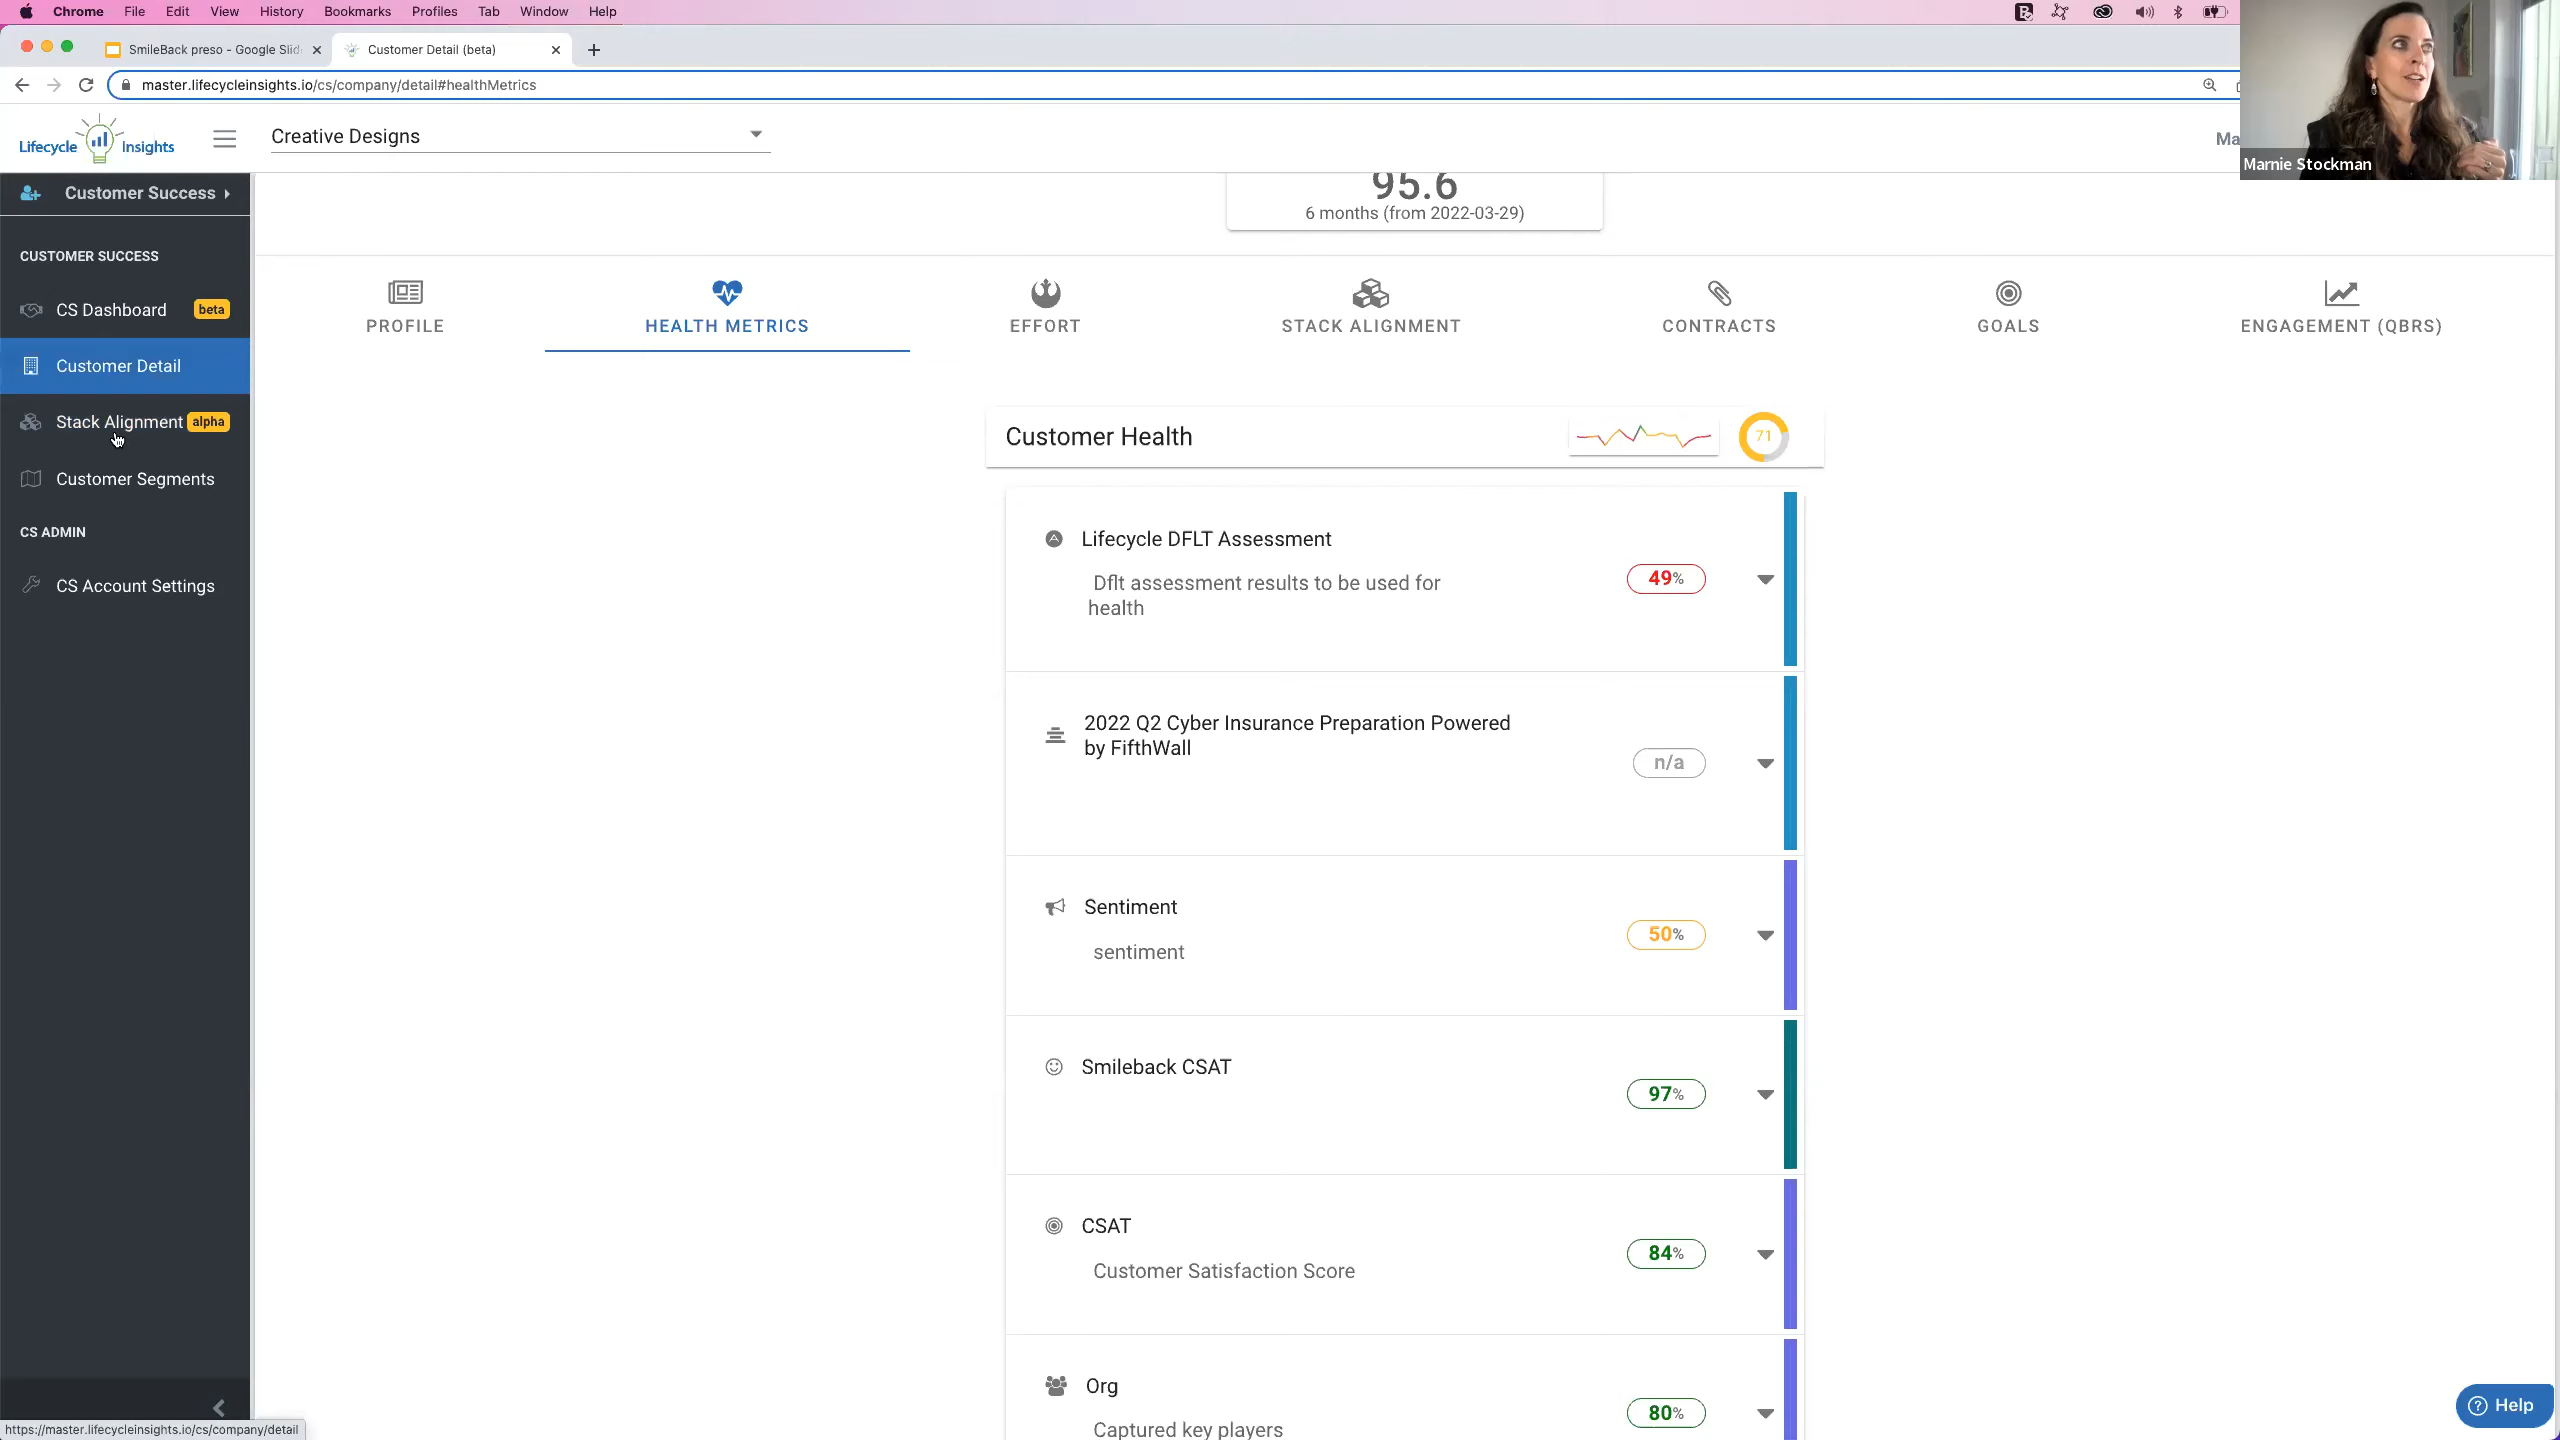 Chrome File Edit View History Bookmarks Profiles Tab Window Help
SmileBack preso - Google Slid
Customer Detail (beta)
master.lifecycleinsights.io/cs/company/detail#healthMetrics
Lifecycle Insights
Creative Designs
Ma
Marnie Stockman
Customer Success
95.6
6 months (from 2022-03-29)
CUSTOMER SUCCESS
CS Dashboard beta
Customer Detail
Stack Alignment alpha
Customer Segments
CS ADMIN
CS Account Settings
PROFILE
HEALTH METRICS
EFFORT
STACK ALIGNMENT
CONTRACTS
GOALS
ENGAGEMENT (QBRS)
Customer Health
71
Lifecycle DFLT Assessment
Dflt assessment results to be used for
health
49%
2022 Q2 Cyber Insurance Preparation Powered
by FifthWall
n/a
Sentiment
sentiment
50%
Smileback CSAT
97%
CSAT
Customer Satisfaction Score
84%
Org
Captured key players
80%
Help
https://master.lifecycleinsights.io/cs/company/detail